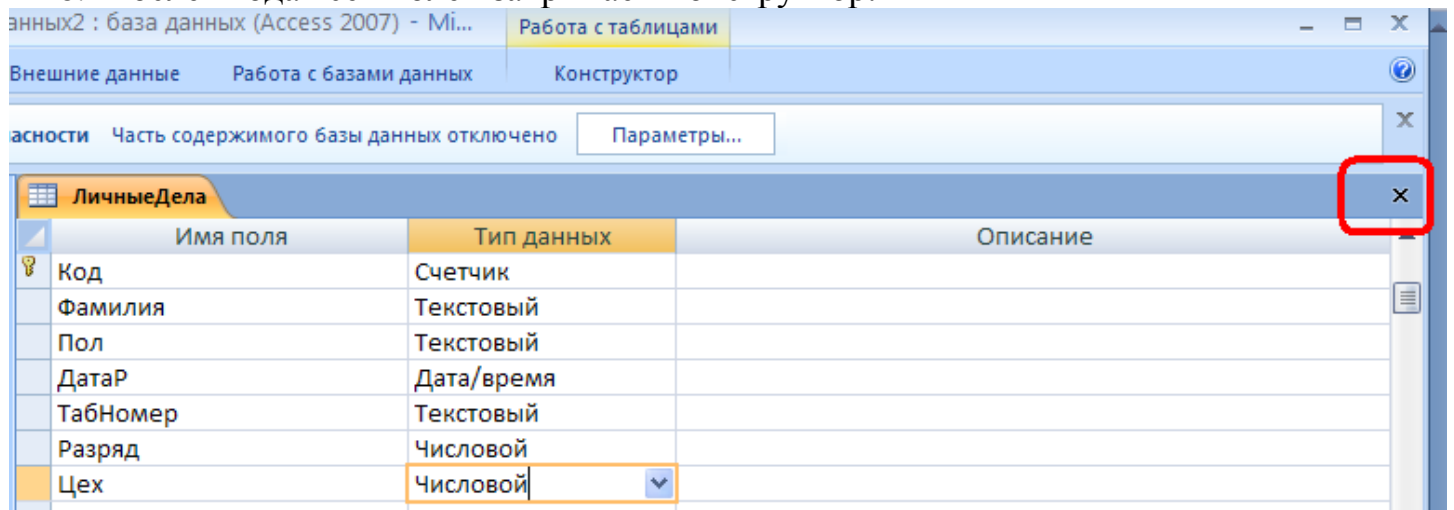 анных2 : база данных (Access 2007) - Mi... Работа с таблицами
Внешние данные Работа с базами данных Конструктор
асности Часть содержимого базы данных отключено Параметры...
ЛичныеДела
Имя поля Тип данных Описание
Код Счетчик
Фамилия Текстовый
Пол Текстовый
ДатаР Дата/время
ТабНомер Текстовый
Разряд Числовой
Цех Числовой